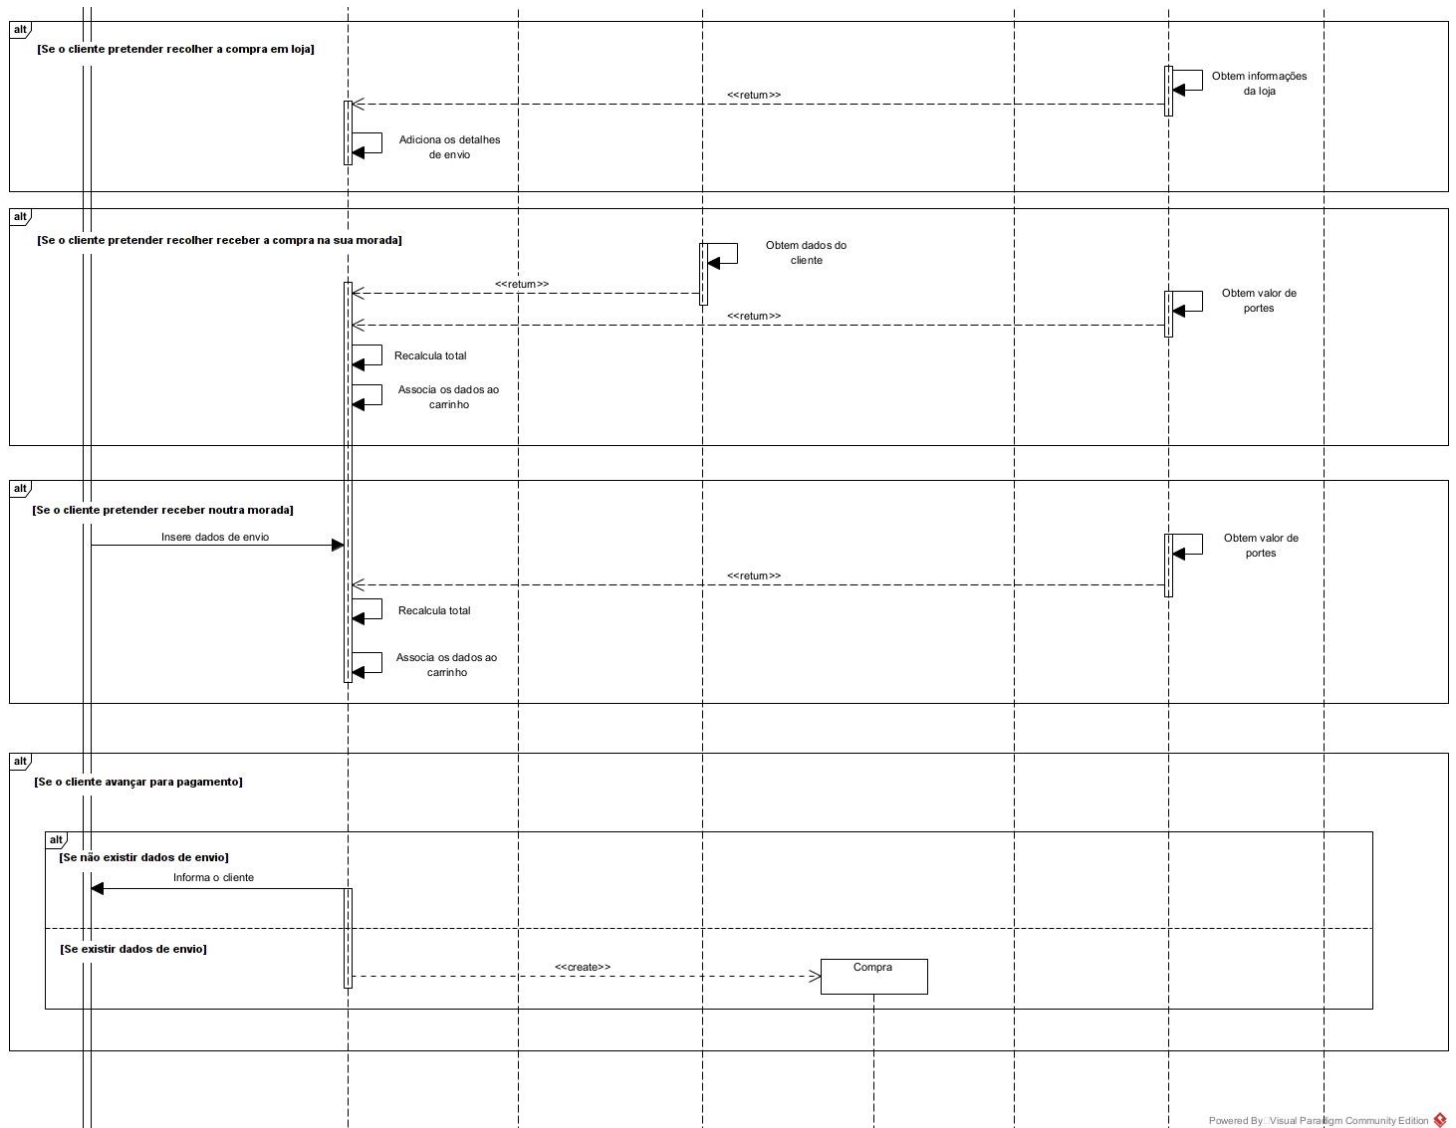 alt
[Se o cliente pretender recolher a compra em loja]
Obtem informações
da loja
<<return>>
Adiciona os detalhes
de envio
alt
[Se o cliente pretender recolher receber a compra na sua morada]
Obtem dados do
cliente
<<return>>
Obtem valor de
portes
<<return>>
Recalcula total
Associa os dados ao
carrinho
alt
[Se o cliente pretender receber noutra morada]
Insere dados de envio
Obtem valor de
portes
<<return>>
Recalcula total
Associa os dados ao
carrinho
alt
[Se o cliente avançar para pagamento]
alt
[Se não existir dados de envio]
Informa o cliente
[Se existir dados de envio]
<<create>>
Compra
Powered By Visual Paradigm Community Edition